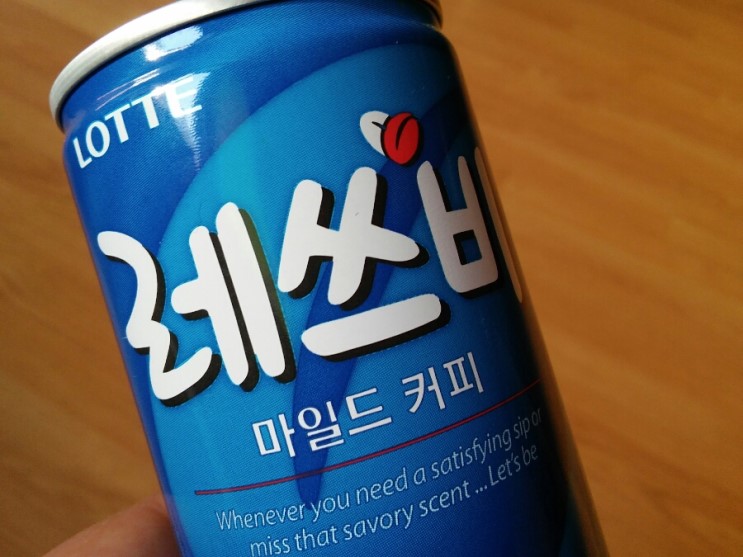 LOTTE
레쓰비
마일드 커피
Whenever you need a satisfying sip or
miss that savory scent ... Let's be